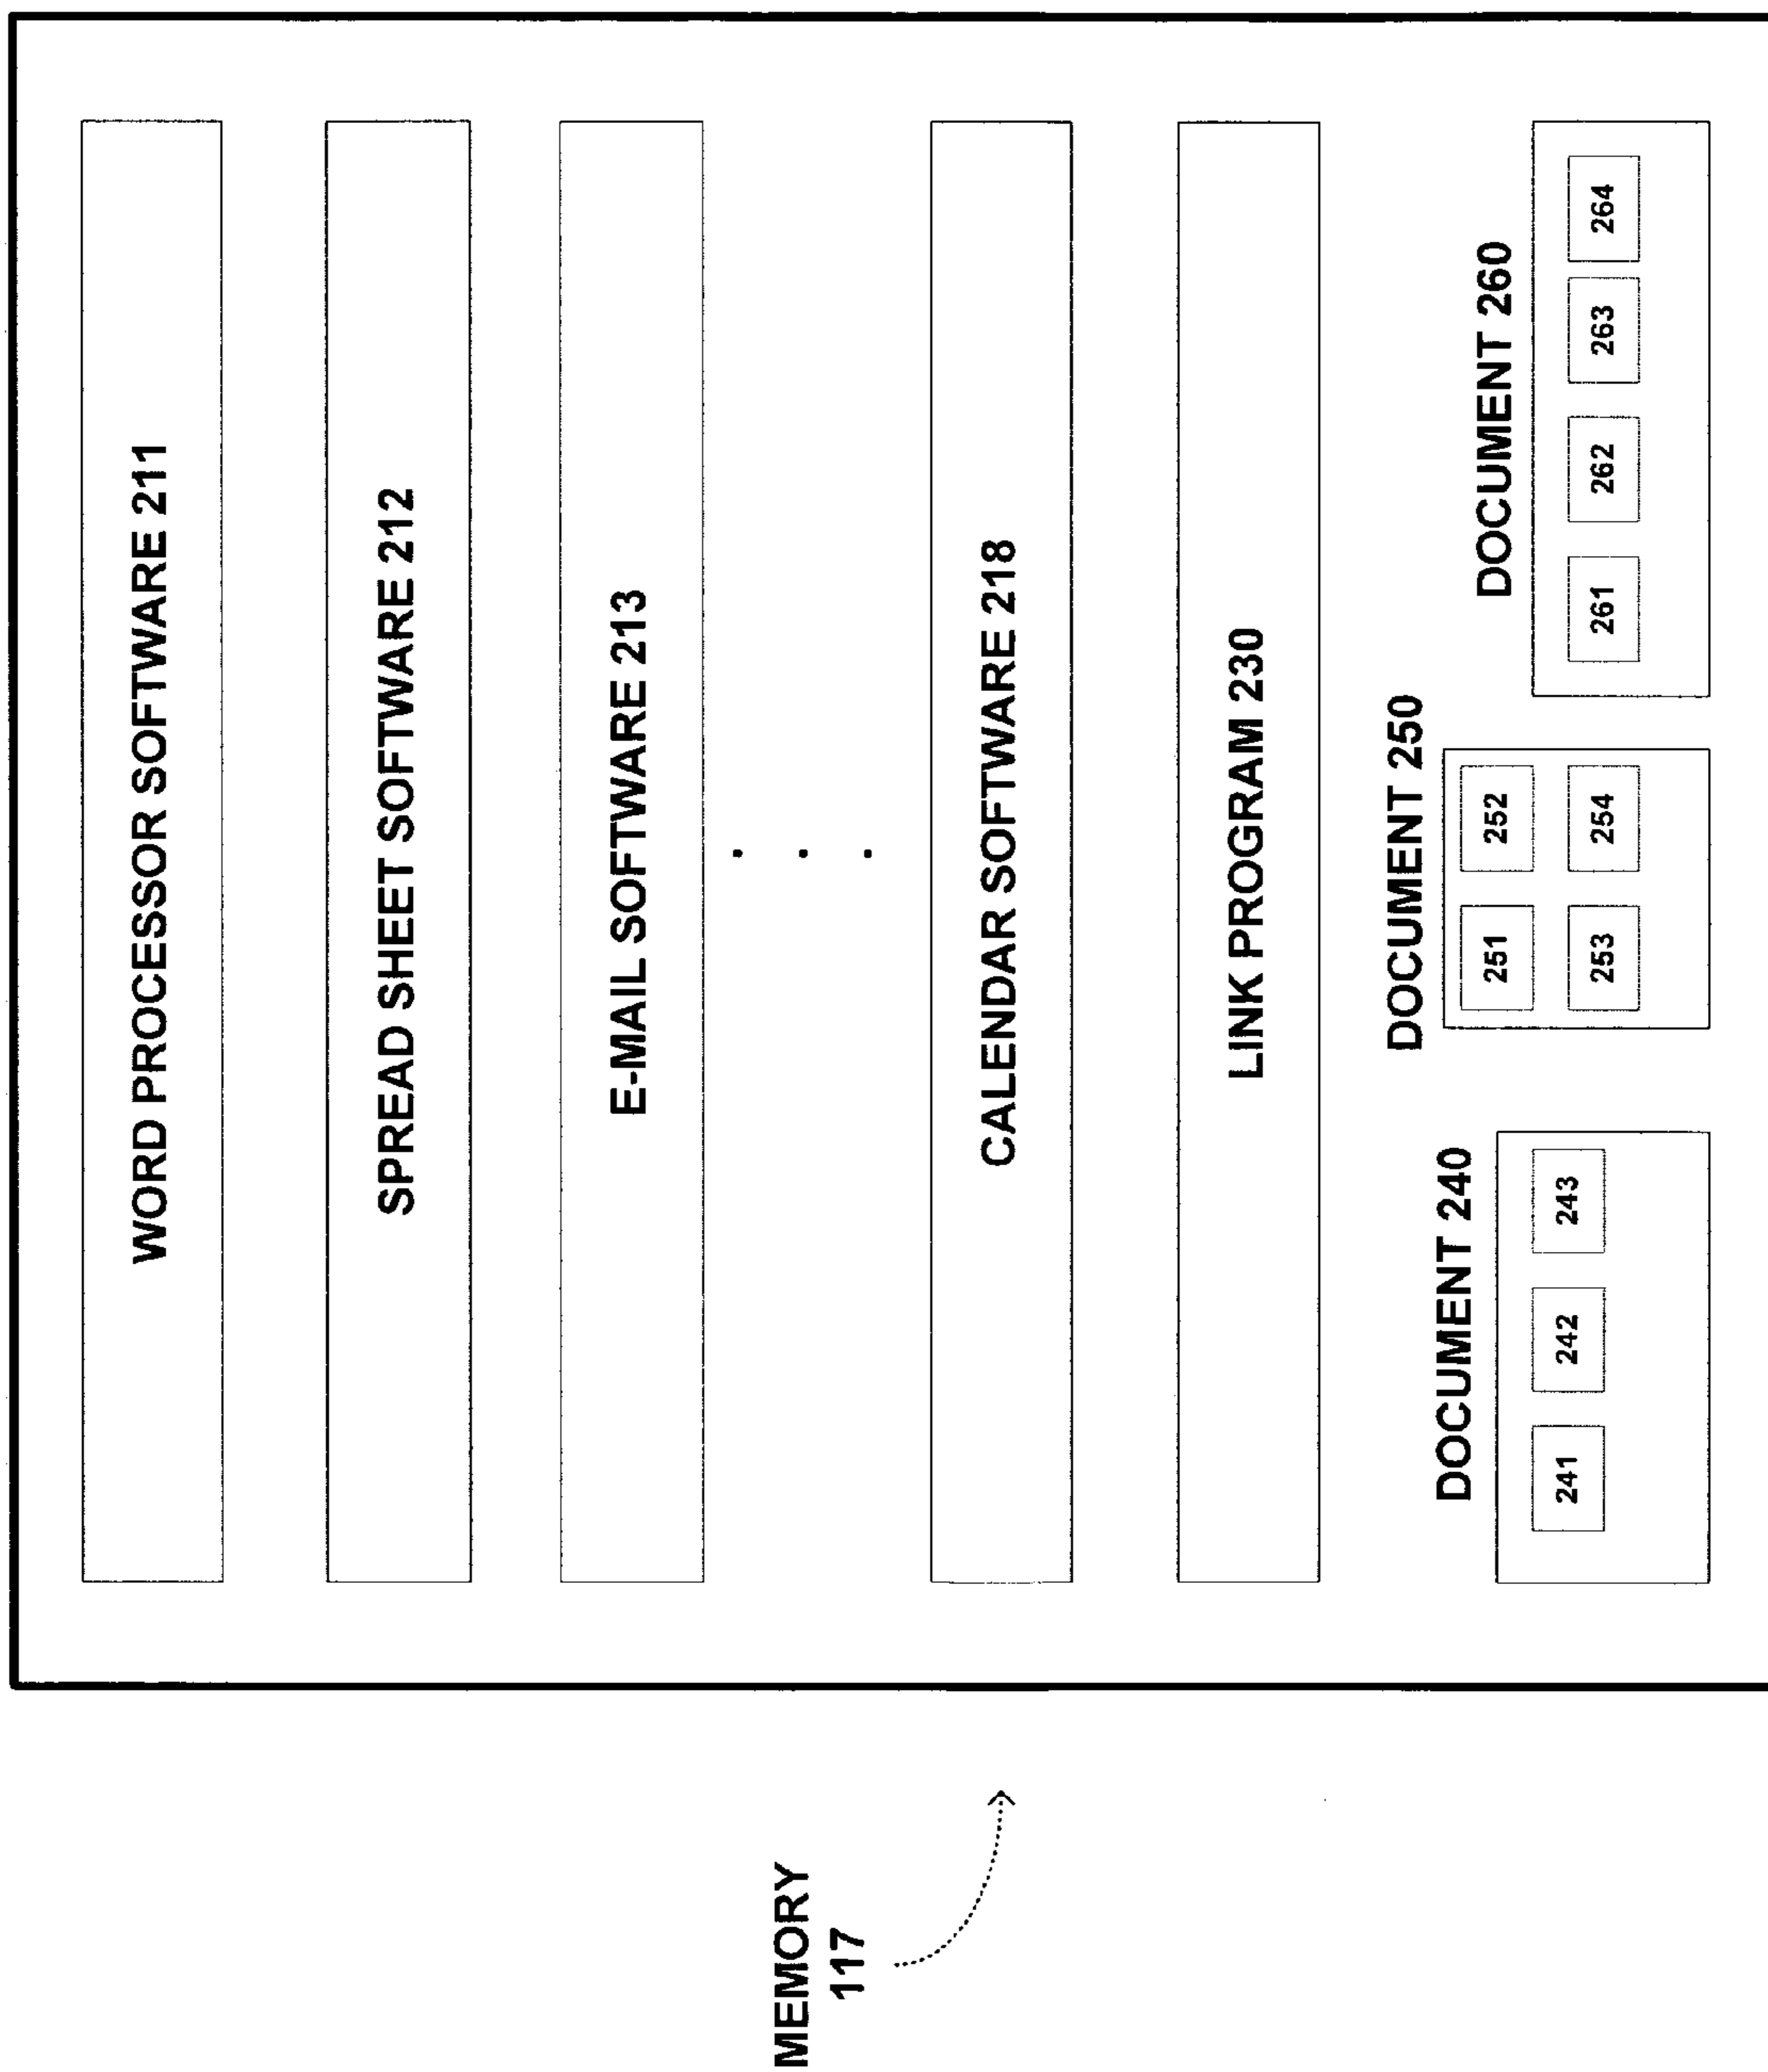 WORD PROCESSOR SOFTWARE 211
SPREAD SHEET SOFTWARE 212
E-MAIL SOFTWARE 213
. . .
CALENDAR SOFTWARE 218
LINK PROGRAM 230
DOCUMENT 240
241 242 243
DOCUMENT 250
251 252
253 254
DOCUMENT 260
261 262 263 264
MEMORY
117